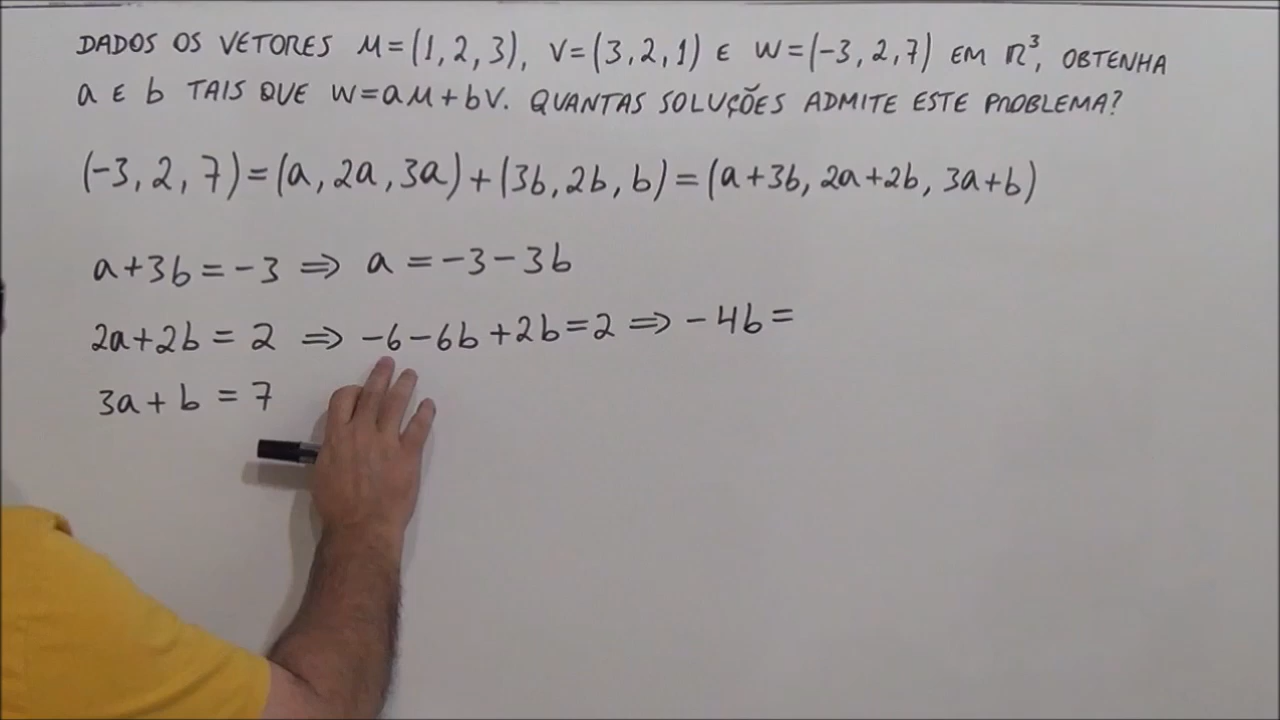 DADOS OS VETORES u=(1,2,3), v=(3,2,1) E w=(-3,2,7) EM ℝ³, OBTENHA
a E b TAIS QUE w=au+bv. QUANTAS SOLUÇÕES ADMITE ESTE PROBLEMA?
(-3, 2, 7)=(a, 2a, 3a)+(3b, 2b, b)=(a+3b, 2a+2b, 3a+b)
a+3b=-3 ⇒ a=-3-3b
2a+2b=2 ⇒ -6-6b+2b=2 ⇒ -4b=
3a+b=7